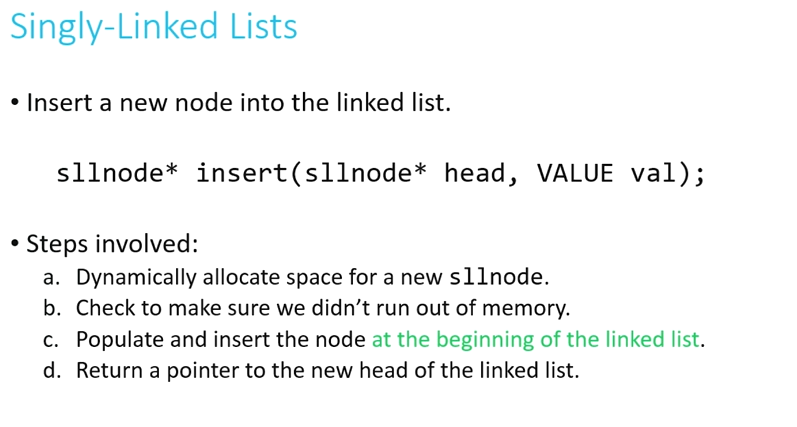 Singly-Linked Lists
• Insert a new node into the linked list.
sllnode* insert(sllnode* head, VALUE val);
• Steps involved:
a. Dynamically allocate space for a new sllnode.
b. Check to make sure we didn’t run out of memory.
c. Populate and insert the node at the beginning of the linked list.
d. Return a pointer to the new head of the linked list.